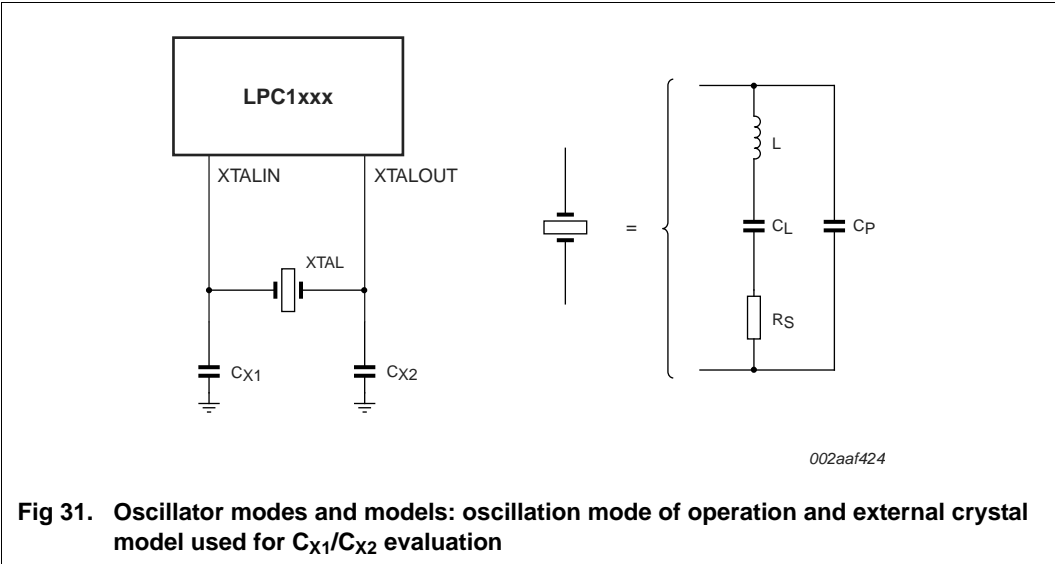 LPC1xxx
XTALIN
XTALOUT
XTAL
CX1
CX2
=
L
CL
CP
RS
002aaf424
Fig 31. Oscillator modes and models: oscillation mode of operation and external crystal
model used for CX1/CX2 evaluation